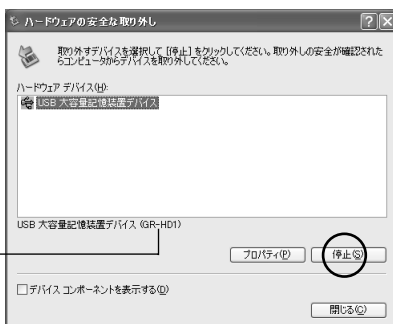 ハードウェアの安全な取り外し
取り外すデバイスを選択して [停止] をクリックしてください。取り外しの安全が確認された
らコンピュータからデバイスを取り外してください。
ハードウェア デバイス(H):
USB 大容量記憶装置デバイス
USB 大容量記憶装置デバイス (GR-HD1)
プロパティ(P)
停止(S)
デバイス コンポーネントを表示する(D)
閉じる(C)